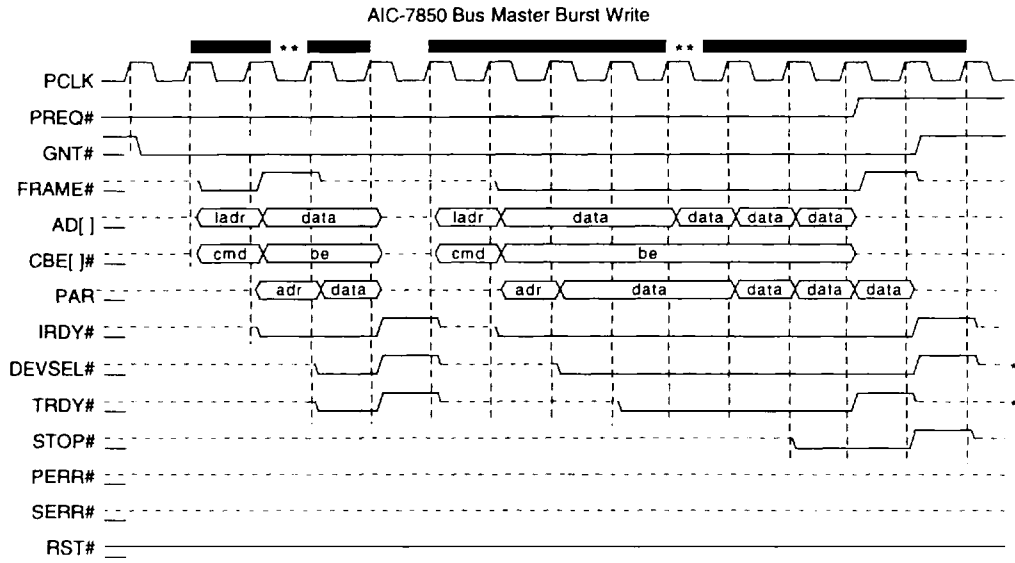 AIC-7850 Bus Master Burst Write
** **
PCLK
PREQ#
GNT#
FRAME#
AD[ ] ladr data ladr data data data data
CBE[ ]# cmd be cmd be
PAR adr data adr data data data data
IRDY#
DEVSEL# *
TRDY# *
STOP#
PERR#
SERR#
RST#